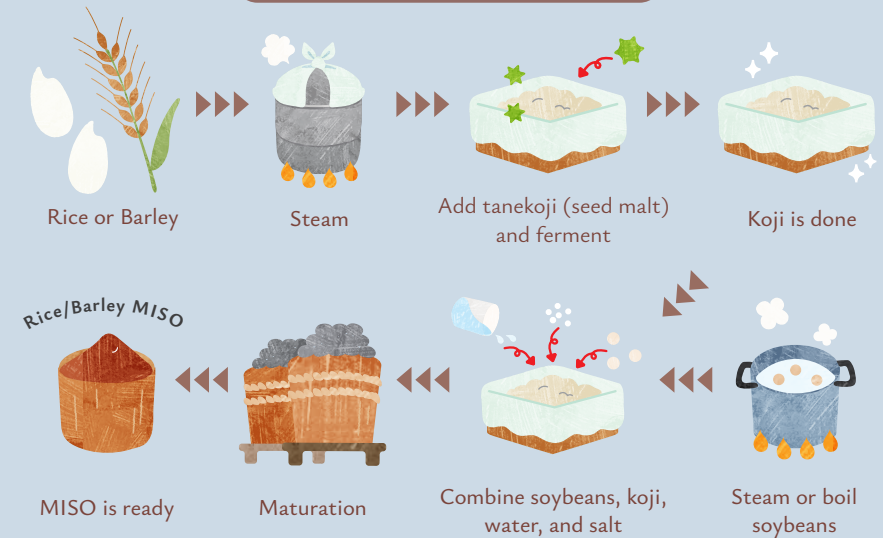 Rice or Barley
Steam
Add tanekoji (seed malt)
and ferment
Koji is done
Rice/Barley MISO
MISO is ready
Maturation
Combine soybeans, koji,
water, and salt
Steam or boil
soybeans